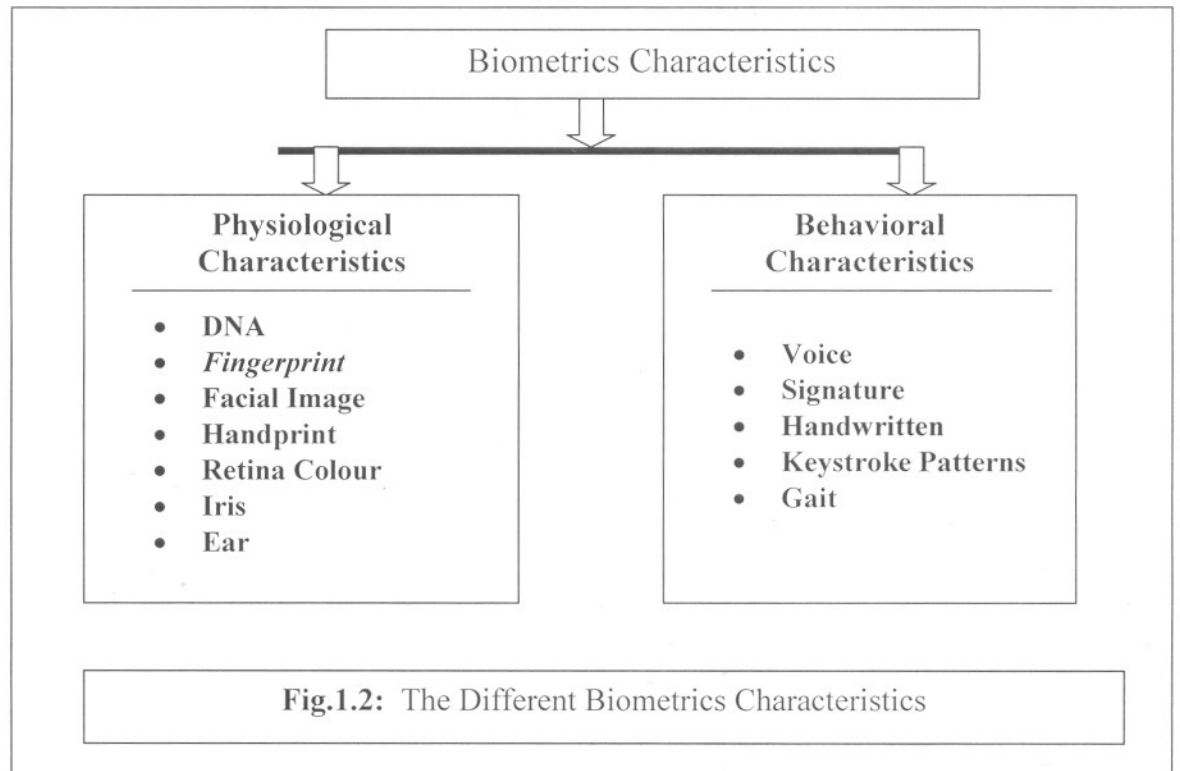 Biometrics Characteristics
Physiological
Characteristics
• DNA
• Fingerprint
• Facial Image
• Handprint
• Retina Colour
• Iris
• Ear
Behavioral
Characteristics
• Voice
• Signature
• Handwritten
• Keystroke Patterns
• Gait
Fig.1.2: The Different Biometrics Characteristics